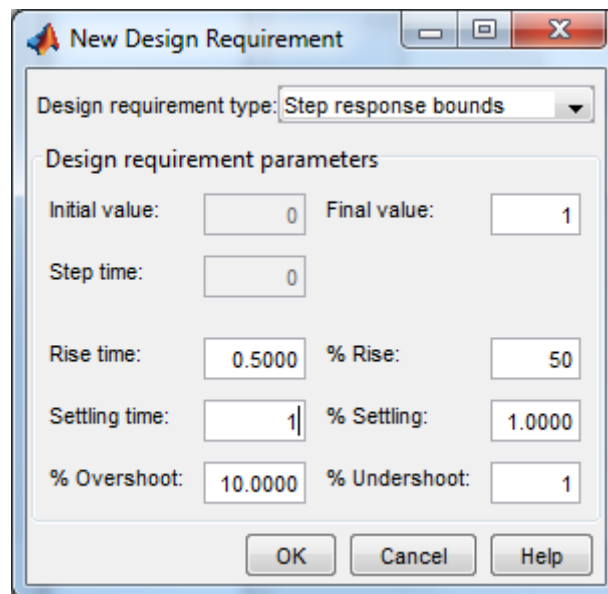 New Design Requirement
Design requirement type: Step response bounds
Design requirement parameters
Initial value: 0 Final value: 1
Step time: 0
Rise time: 0.5000 % Rise: 50
Settling time: 1 % Settling: 1.0000
% Overshoot: 10.0000 % Undershoot: 1
OK Cancel Help